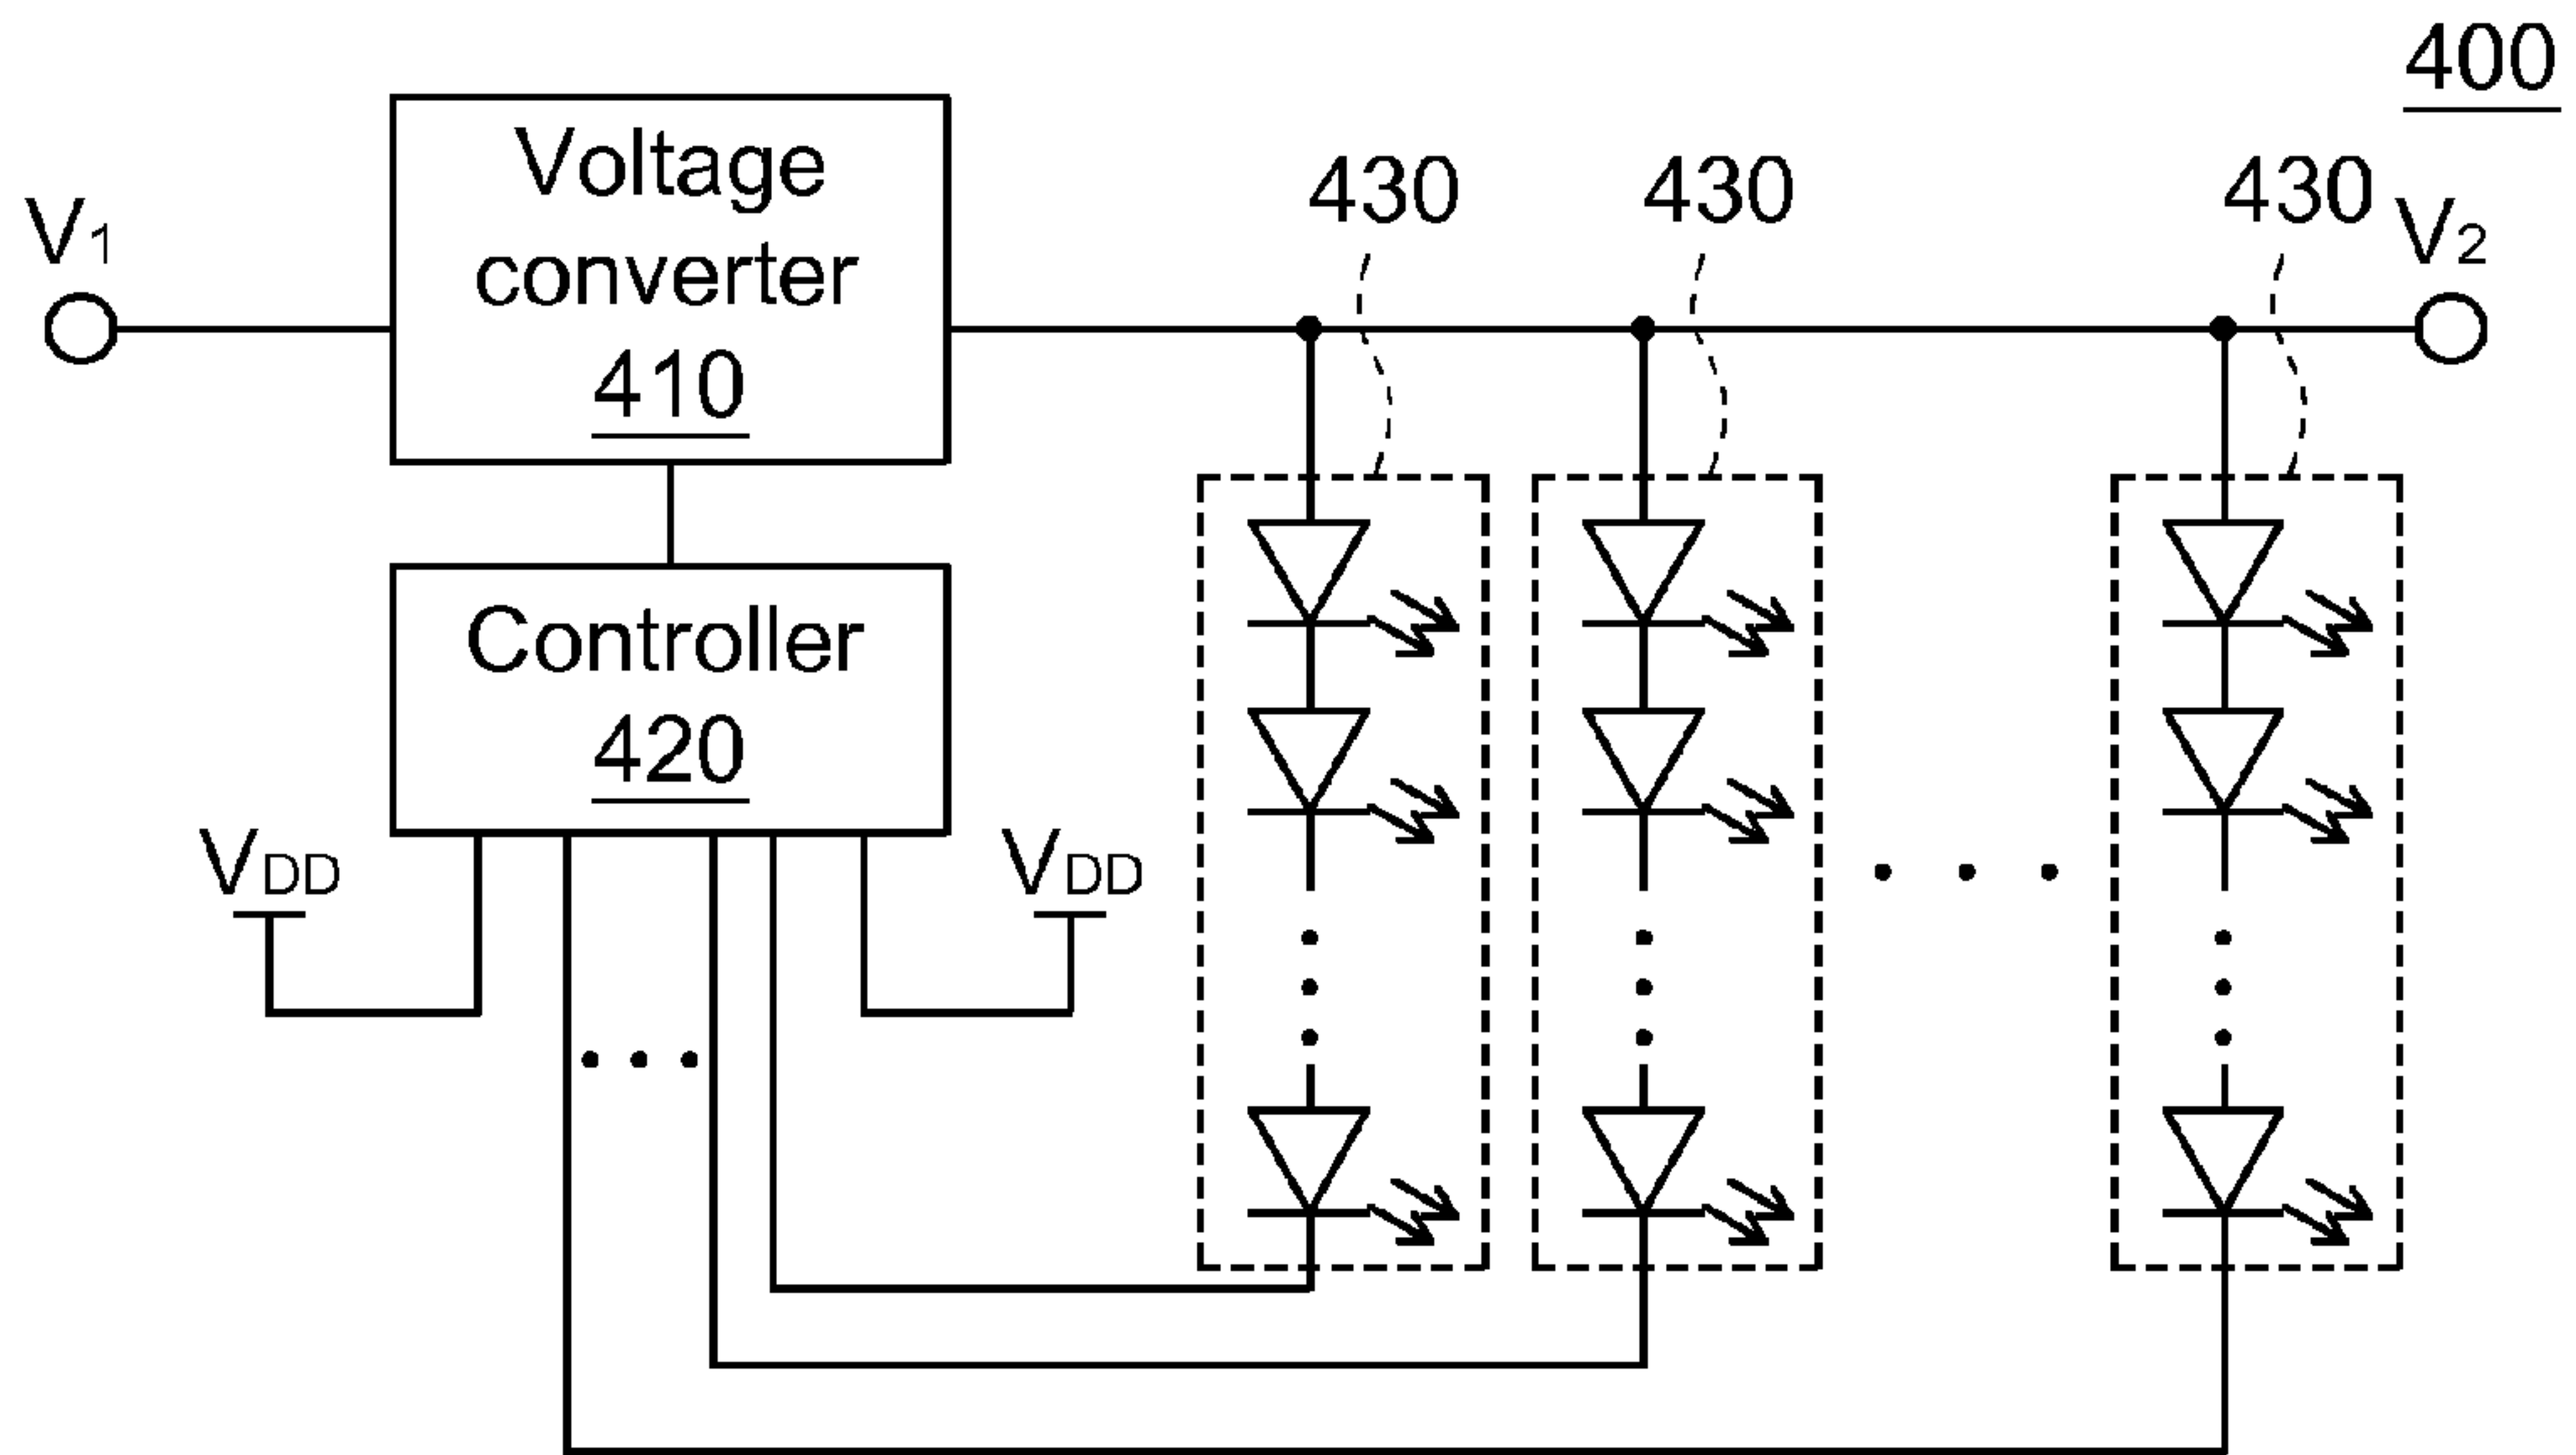 400
Voltage
converter
410
430
430
430
V1
V2
Controller
420
VDD
VDD